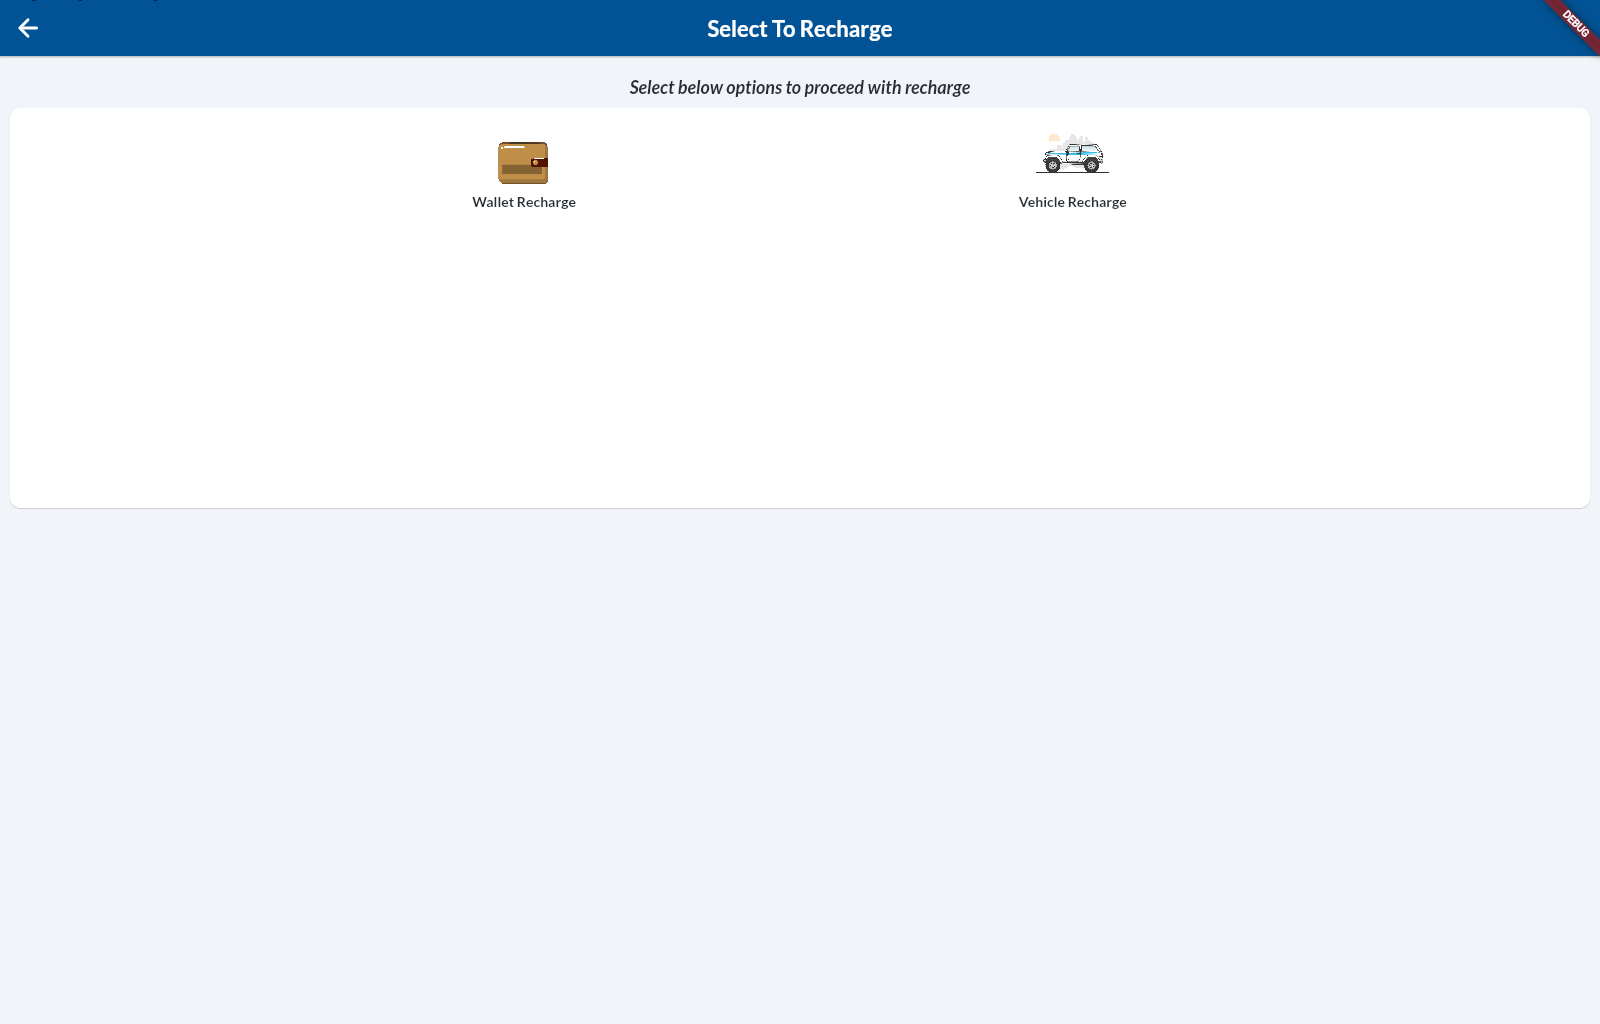 Select To Recharge
DEBUG
Select below options to proceed with recharge
Wallet Recharge
Vehicle Recharge